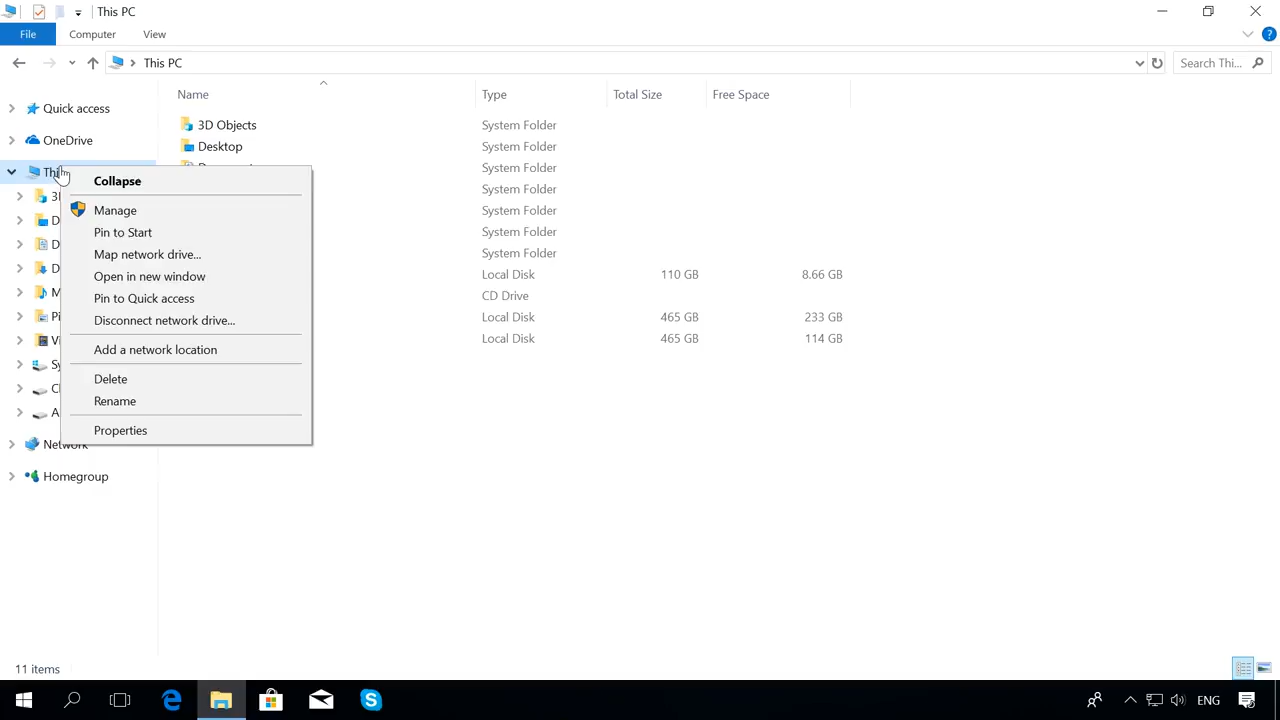 This PC
File
Computer
View
This PC
Search Thi...
Name
Type
Total Size
Free Space
Quick access
OneDrive
Network
Homegroup
Collapse
Manage
Pin to Start
Map network drive...
Open in new window
Pin to Quick access
Disconnect network drive...
Add a network location
Delete
Rename
Properties
3D Objects
System Folder
Desktop
System Folder
System Folder
System Folder
System Folder
System Folder
System Folder
Local Disk
110 GB
8.66 GB
CD Drive
Local Disk
465 GB
233 GB
Local Disk
465 GB
114 GB
11 items
ENG